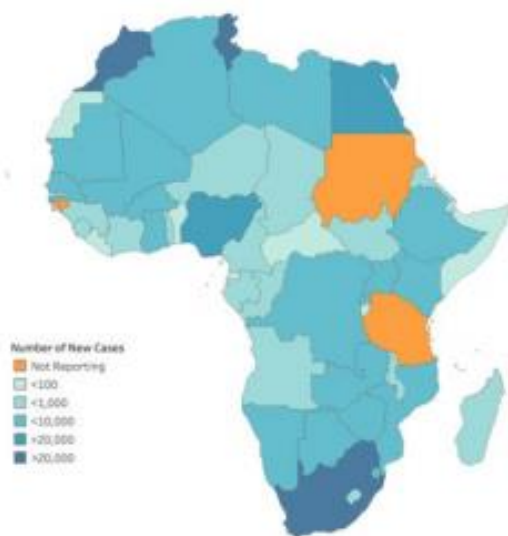 Number of New Cases
Not Reporting
<100
<1,000
<10,000
>20,000
>20,000